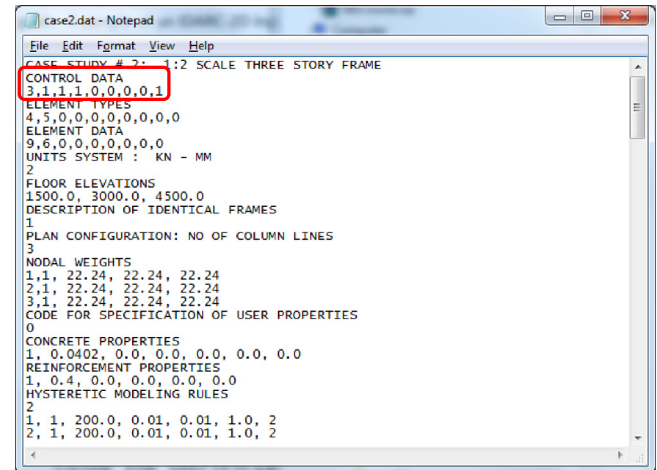 case2.dat - Notepad
File Edit Format View Help
CASE STUDY # 2: 1:2 SCALE THREE STORY FRAME
CONTROL DATA
3,1,1,1,0,0,0,0,1
ELEMENT TYPES
4,5,0,0,0,0,0,0,0,0
ELEMENT DATA
9,6,0,0,0,0,0,0,0
UNITS SYSTEM : KN - MM
2
FLOOR ELEVATIONS
1500.0, 3000.0, 4500.0
DESCRIPTION OF IDENTICAL FRAMES
1
PLAN CONFIGURATION: NO OF COLUMN LINES
3
NODAL WEIGHTS
1,1, 22.24, 22.24, 22.24
2,1, 22.24, 22.24, 22.24
3,1, 22.24, 22.24, 22.24
CODE FOR SPECIFICATION OF USER PROPERTIES
0
CONCRETE PROPERTIES
1, 0.0402, 0.0, 0.0, 0.0, 0.0, 0.0
REINFORCEMENT PROPERTIES
1, 0.4, 0.0, 0.0, 0.0, 0.0
HYSTERETIC MODELING RULES
2
1, 1, 200.0, 0.01, 0.01, 1.0, 2
2, 1, 200.0, 0.01, 0.01, 1.0, 2